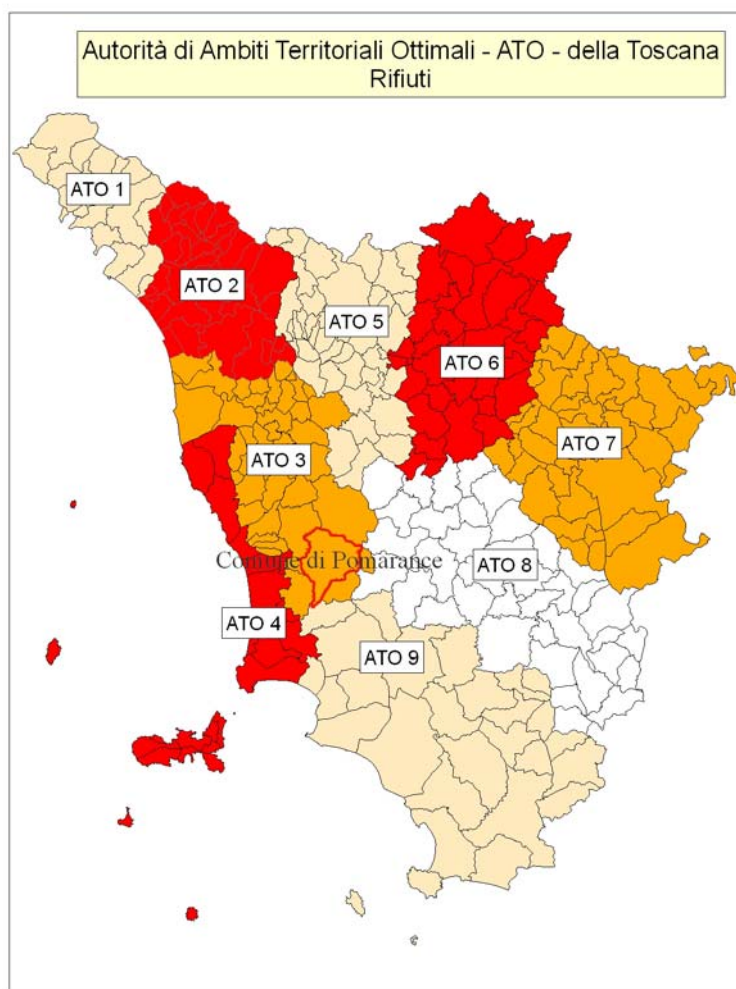 Autorità di Ambiti Territoriali Ottimali - ATO - della Toscana
Rifiuti
ATO 1
ATO 2
ATO 5
ATO 6
ATO 7
ATO 3
Comune di Pomarance
ATO 8
ATO 4
ATO 9